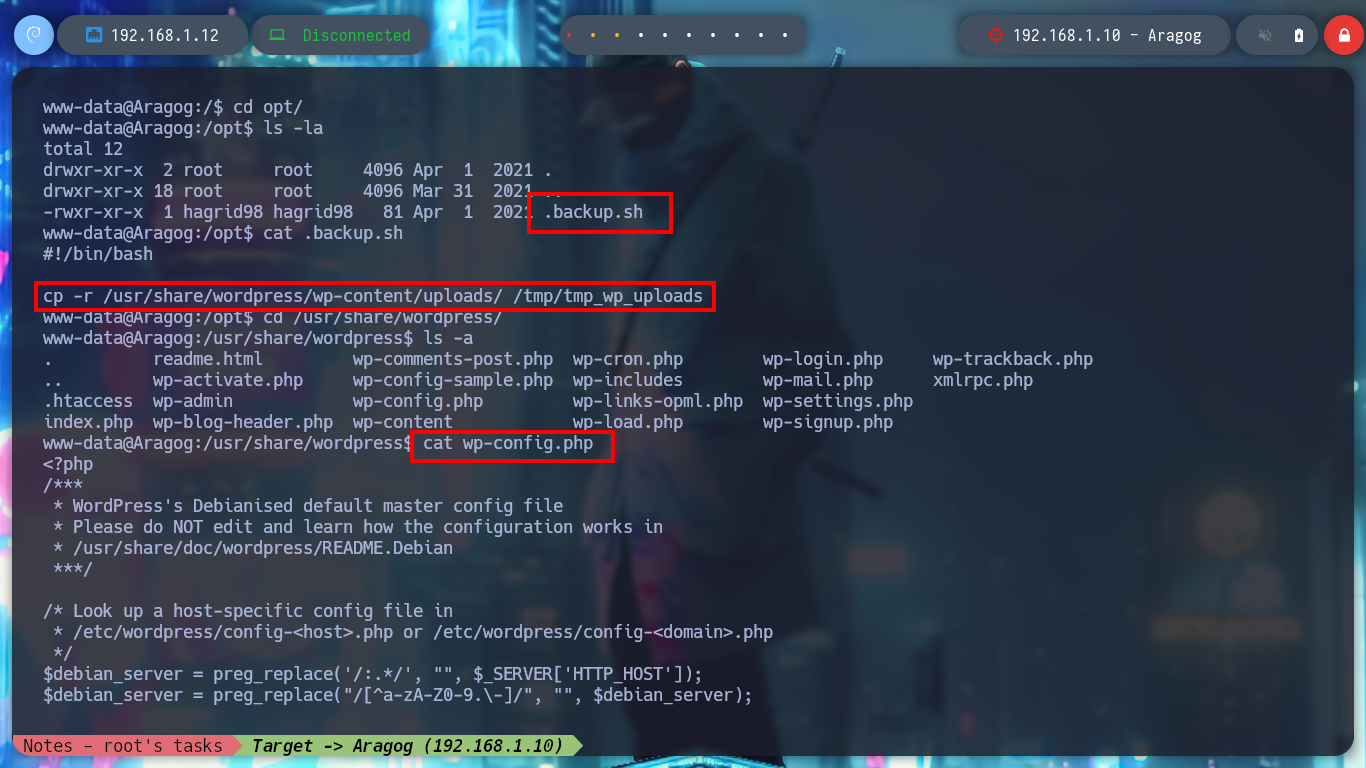 192.168.1.12
Disconnected
192.168.1.10 - Aragog
www-data@Aragog:/$ cd opt/
www-data@Aragog:/opt$ ls -la
total 12
drwxr-xr-x  2 root     root     4096 Apr  1  2021 .
drwxr-xr-x 18 root     root     4096 Mar 31  2021 ..
-rwxr-xr-x  1 hagrid98 hagrid98   81 Apr  1  2021 .backup.sh
www-data@Aragog:/opt$ cat .backup.sh
#!/bin/bash
cp -r /usr/share/wordpress/wp-content/uploads/ /tmp/tmp_wp_uploads
www-data@Aragog:/opt$ cd /usr/share/wordpress/
www-data@Aragog:/usr/share/wordpress$ ls -a
.          readme.html         wp-comments-post.php  wp-cron.php        wp-login.php     wp-trackback.php
..         wp-activate.php     wp-config-sample.php  wp-includes        wp-mail.php      xmlrpc.php
.htaccess  wp-admin            wp-config.php         wp-links-opml.php  wp-settings.php
index.php  wp-blog-header.php  wp-content            wp-load.php        wp-signup.php
www-data@Aragog:/usr/share/wordpress$ cat wp-config.php
<?php
/***
 * WordPress's Debianised default master config file
 * Please do NOT edit and learn how the configuration works in
 * /usr/share/doc/wordpress/README.Debian
 ***/
/* Look up a host-specific config file in
 * /etc/wordpress/config-<host>.php or /etc/wordpress/config-<domain>.php
 */
$debian_server = preg_replace('/:.*/', "", $_SERVER['HTTP_HOST']);
$debian_server = preg_replace("/[^a-zA-Z0-9.\-]/", "", $debian_server);
Notes - root's tasks
Target -> Aragog (192.168.1.10)